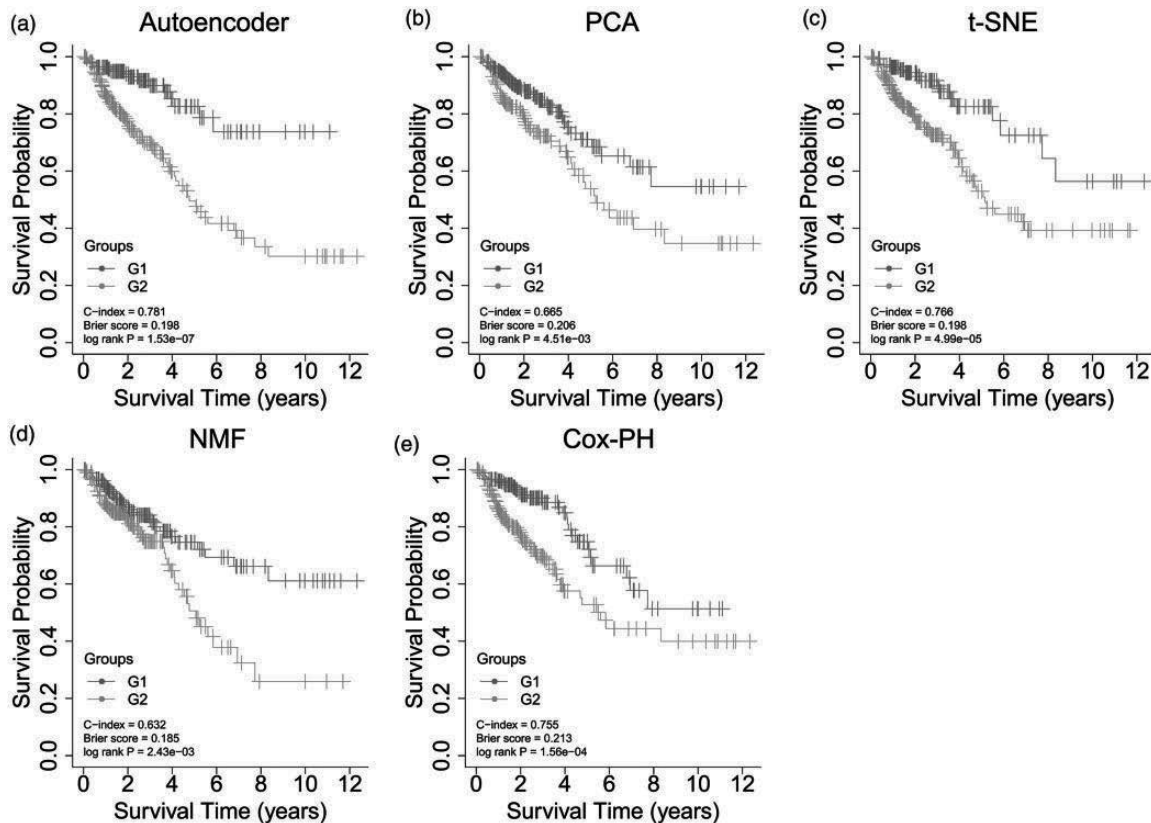 (a) Autoencoder
Survival Probability
1.0
0.8
0.6
0.4
0.2
0.0
Groups
G1
G2
C-index = 0.781
Brier score = 0.198
log rank P = 1.53e-07
0 2 4 6 8 10 12
Survival Time (years)
(b) PCA
Survival Probability
1.0
0.8
0.6
0.4
0.2
0.0
Groups
G1
G2
C-index = 0.665
Brier score = 0.206
log rank P = 4.51e-03
0 2 4 6 8 10 12
Survival Time (years)
(c) t-SNE
Survival Probability
1.0
0.8
0.6
0.4
0.2
0.0
Groups
G1
G2
C-index = 0.766
Brier score = 0.198
log rank P = 4.99e-05
0 2 4 6 8 10 12
Survival Time (years)
(d) NMF
Survival Probability
1.0
0.8
0.6
0.4
0.2
0.0
Groups
G1
G2
C-index = 0.632
Brier score = 0.185
log rank P = 2.43e-03
0 2 4 6 8 10 12
Survival Time (years)
(e) Cox-PH
Survival Probability
1.0
0.8
0.6
0.4
0.2
0.0
Groups
G1
G2
C-index = 0.755
Brier score = 0.213
log rank P = 1.56e-04
0 2 4 6 8 10 12
Survival Time (years)